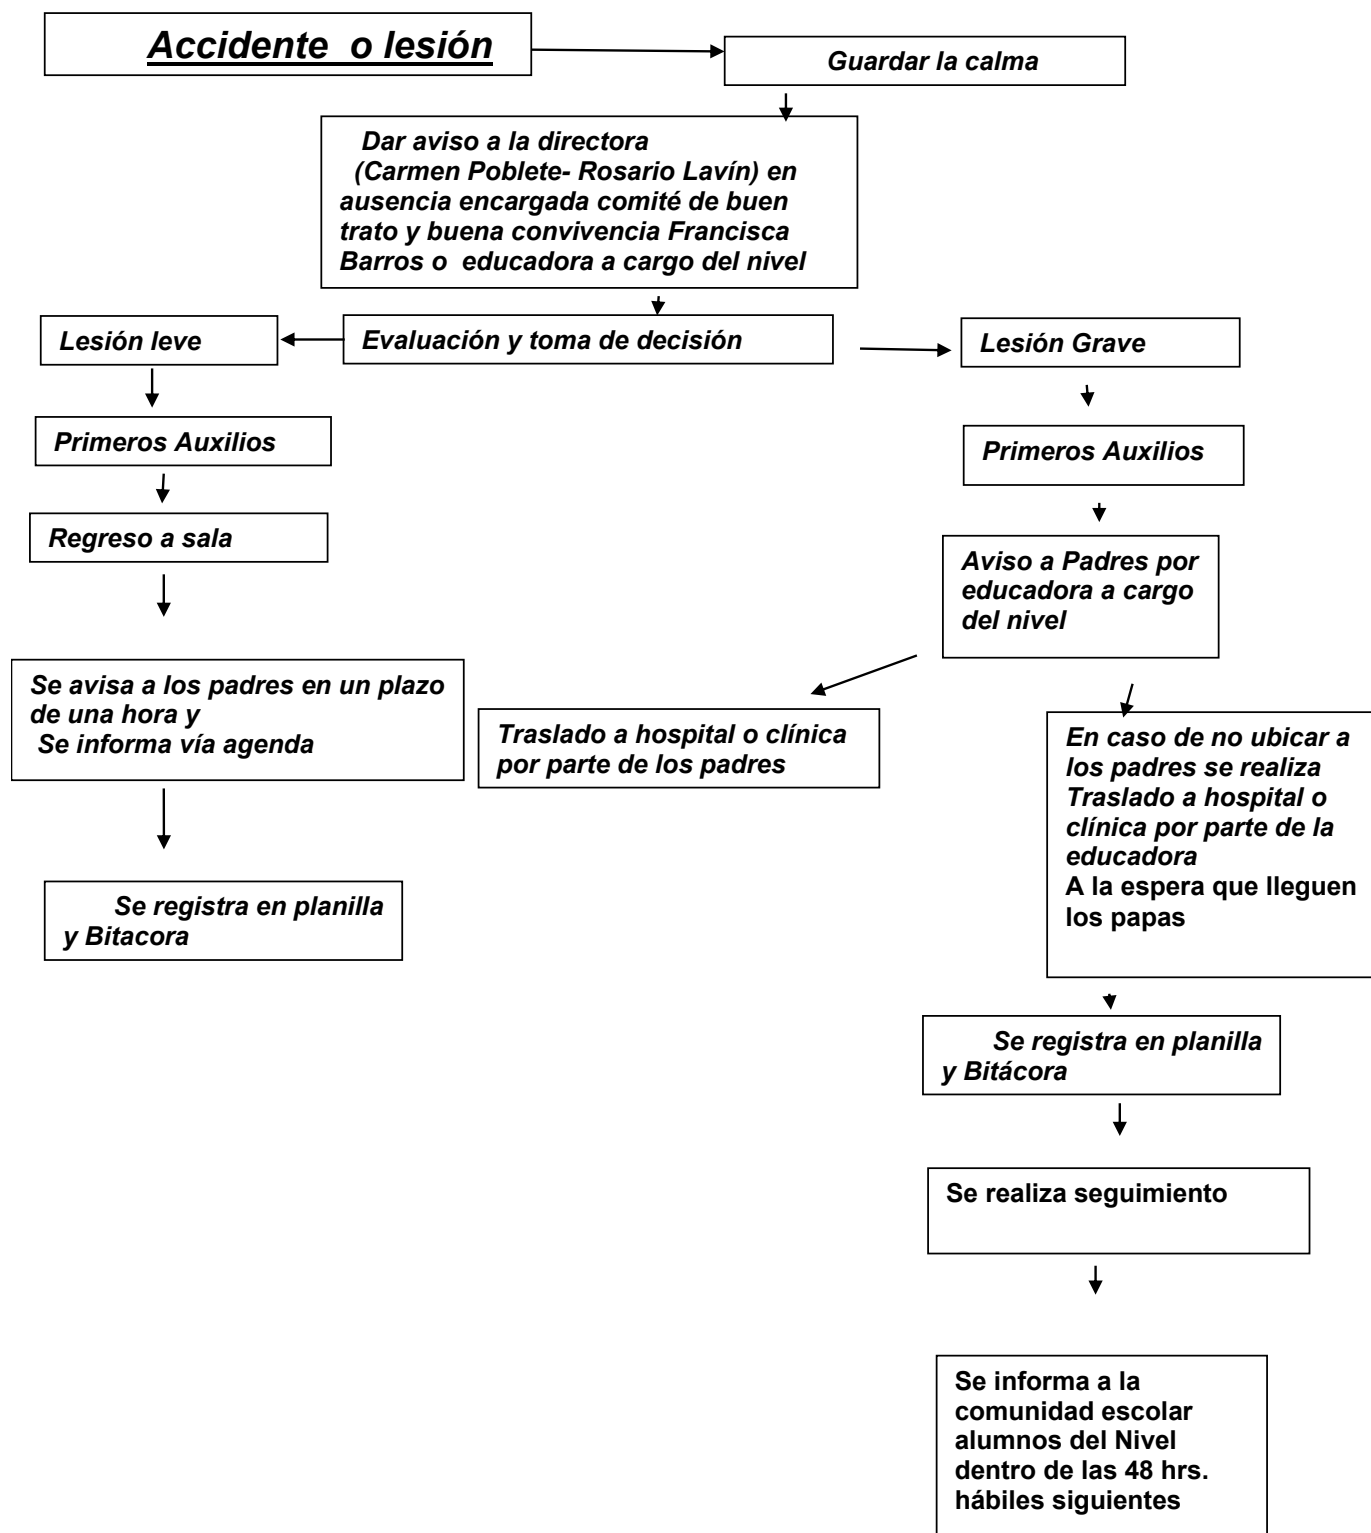 Accidente o lesión
Guardar la calma
Dar aviso a la directora
(Carmen Poblete- Rosario Lavín) en
ausencia encargada comité de buen
trato y buena convivencia Francisca
Barros o educadora a cargo del nivel
Evaluación y toma de decisión
Lesión leve
Primeros Auxilios
Regreso a sala
Se avisa a los padres en un plazo
de una hora y
Se informa vía agenda
Se registra en planilla
y Bitacora
Lesión Grave
Primeros Auxilios
Aviso a Padres por
educadora a cargo
del nivel
Traslado a hospital o clínica
por parte de los padres
En caso de no ubicar a
los padres se realiza
Traslado a hospital o
clínica por parte de la
educadora
A la espera que lleguen
los papas
Se registra en planilla
y Bitácora
Se realiza seguimiento
Se informa a la
comunidad escolar
alumnos del Nivel
dentro de las 48 hrs.
hábiles siguientes